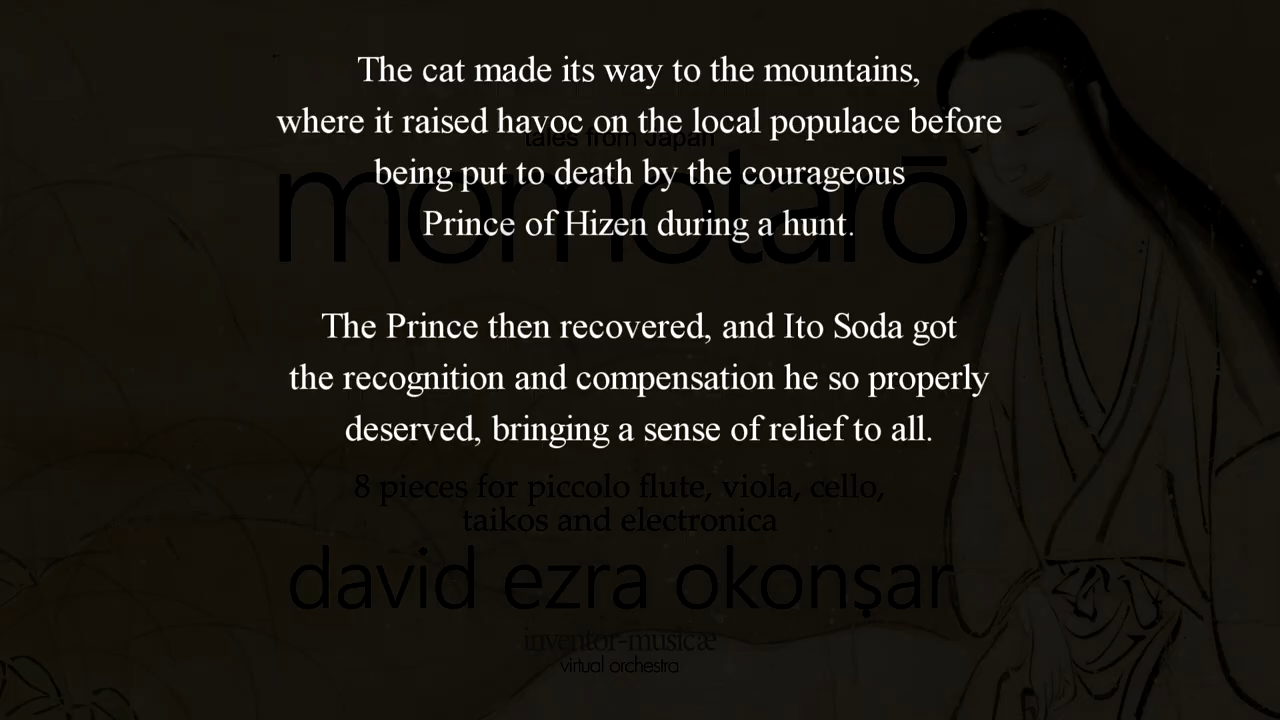 The cat made its way to the mountains,
where it raised havoc on the local populace before
tales from Japan
being put to death by the courageous
momotarō
Prince of Hizen during a hunt.
The Prince then recovered, and Ito Soda got
the recognition and compensation he so properly
deserved, bringing a sense of relief to all.
8 pieces for piccolo flute, viola, cello,
taikos and electronica
david ezra okonşar
inventor-musicæ
virtual orchestra